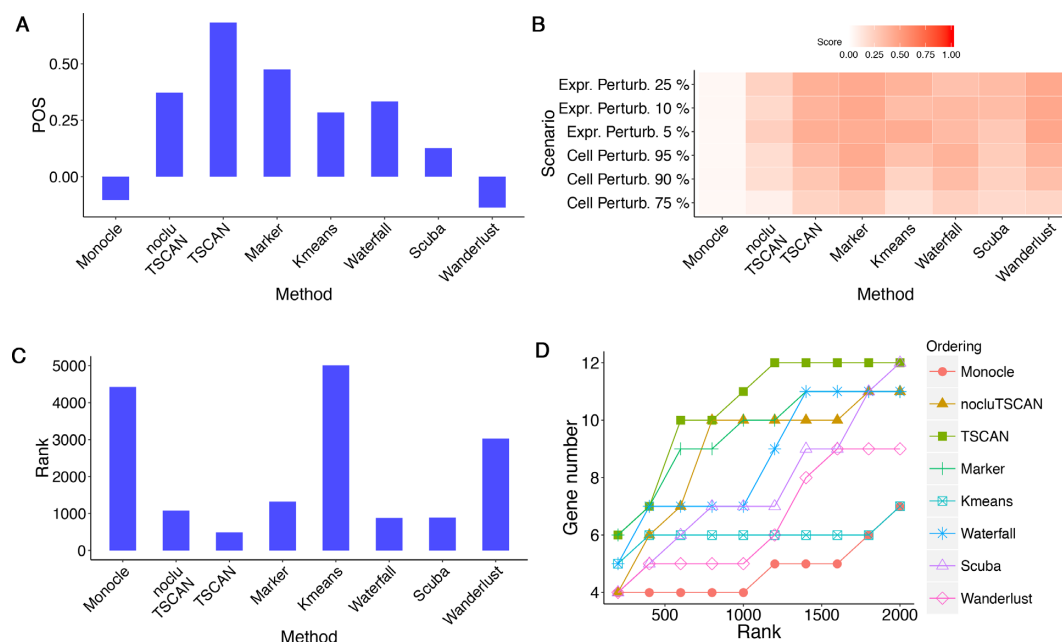 A
POS
0.50
0.25
0.00
Monocle
noclu
TSCAN
TSCAN
Marker
Kmeans
Waterfall
Scuba
Wanderlust
Method
B
Score
0.00 0.25 0.50 0.75 1.00
Scenario
Expr. Perturb. 25 %
Expr. Perturb. 10 %
Expr. Perturb. 5 %
Cell Perturb. 95 %
Cell Perturb. 90 %
Cell Perturb. 75 %
Monocle
noclu
TSCAN
TSCAN
Marker
Kmeans
Waterfall
Scuba
Wanderlust
Method
C
Rank
5000
4000
3000
2000
1000
0
Monocle
noclu
TSCAN
TSCAN
Marker
Kmeans
Waterfall
Scuba
Wanderlust
Method
D
Gene number
12
10
8
6
4
500 1000 1500 2000
Rank
Ordering
Monocle
nocluTSCAN
TSCAN
Marker
Kmeans
Waterfall
Scuba
Wanderlust